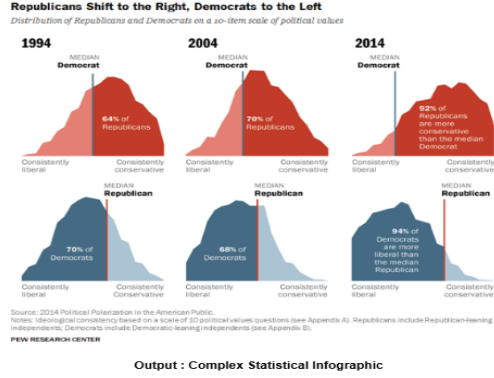 Republicans Shift to the Right, Democrats to the Left
Distribution of Republicans and Democrats on a 10-item scale of political values
1994
2004
2014
MEDIAN
Democrat
MEDIAN
Democrat
MEDIAN
Democrat
64% of
Republicans
70% of
Republicans
92% of
Republicans
are more
conservative
than the median
Democrat
Consistently
liberal
Consistently
conservative
Consistently
liberal
Consistently
conservative
Consistently
liberal
Consistently
conservative
MEDIAN
Republican
MEDIAN
Republican
MEDIAN
Republican
70% of
Democrats
68% of
Democrats
94% of
Democrats
are more
liberal than
the median
Republican
Consistently
liberal
Consistently
conservative
Consistently
liberal
Consistently
conservative
Consistently
liberal
Consistently
conservative
Source: 2014 Political Polarization in the American Public.
Notes: Ideological consistency based on a scale of 10 political values questions (see Appendix A). Republicans include Republican-leaning
independents; Democrats include Democratic-leaning independents (see Appendix B).
PEW RESEARCH CENTER
Output : Complex Statistical Infographic